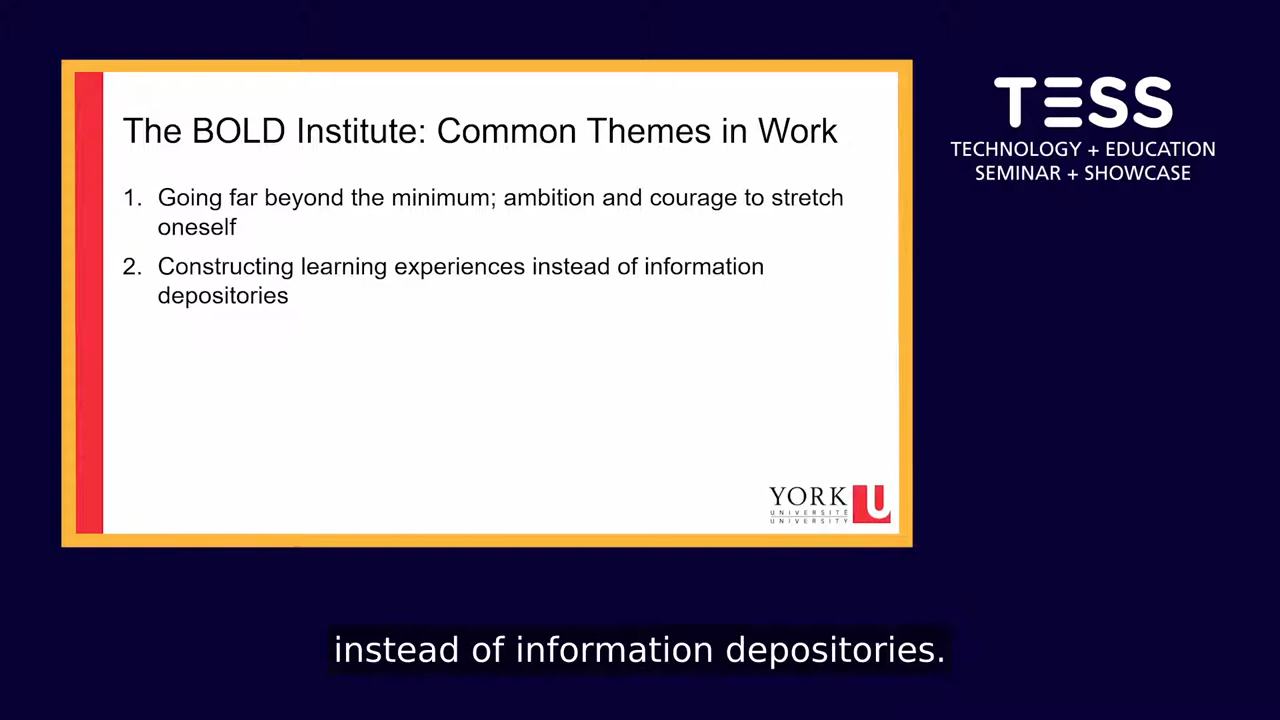 The BOLD Institute: Common Themes in Work
1. Going far beyond the minimum; ambition and courage to stretch
oneself
2. Constructing learning experiences instead of information
depositories
YORK U
UNIVERSITÉ
UNIVERSITY
TESS
TECHNOLOGY + EDUCATION
SEMINAR + SHOWCASE
instead of information depositories.